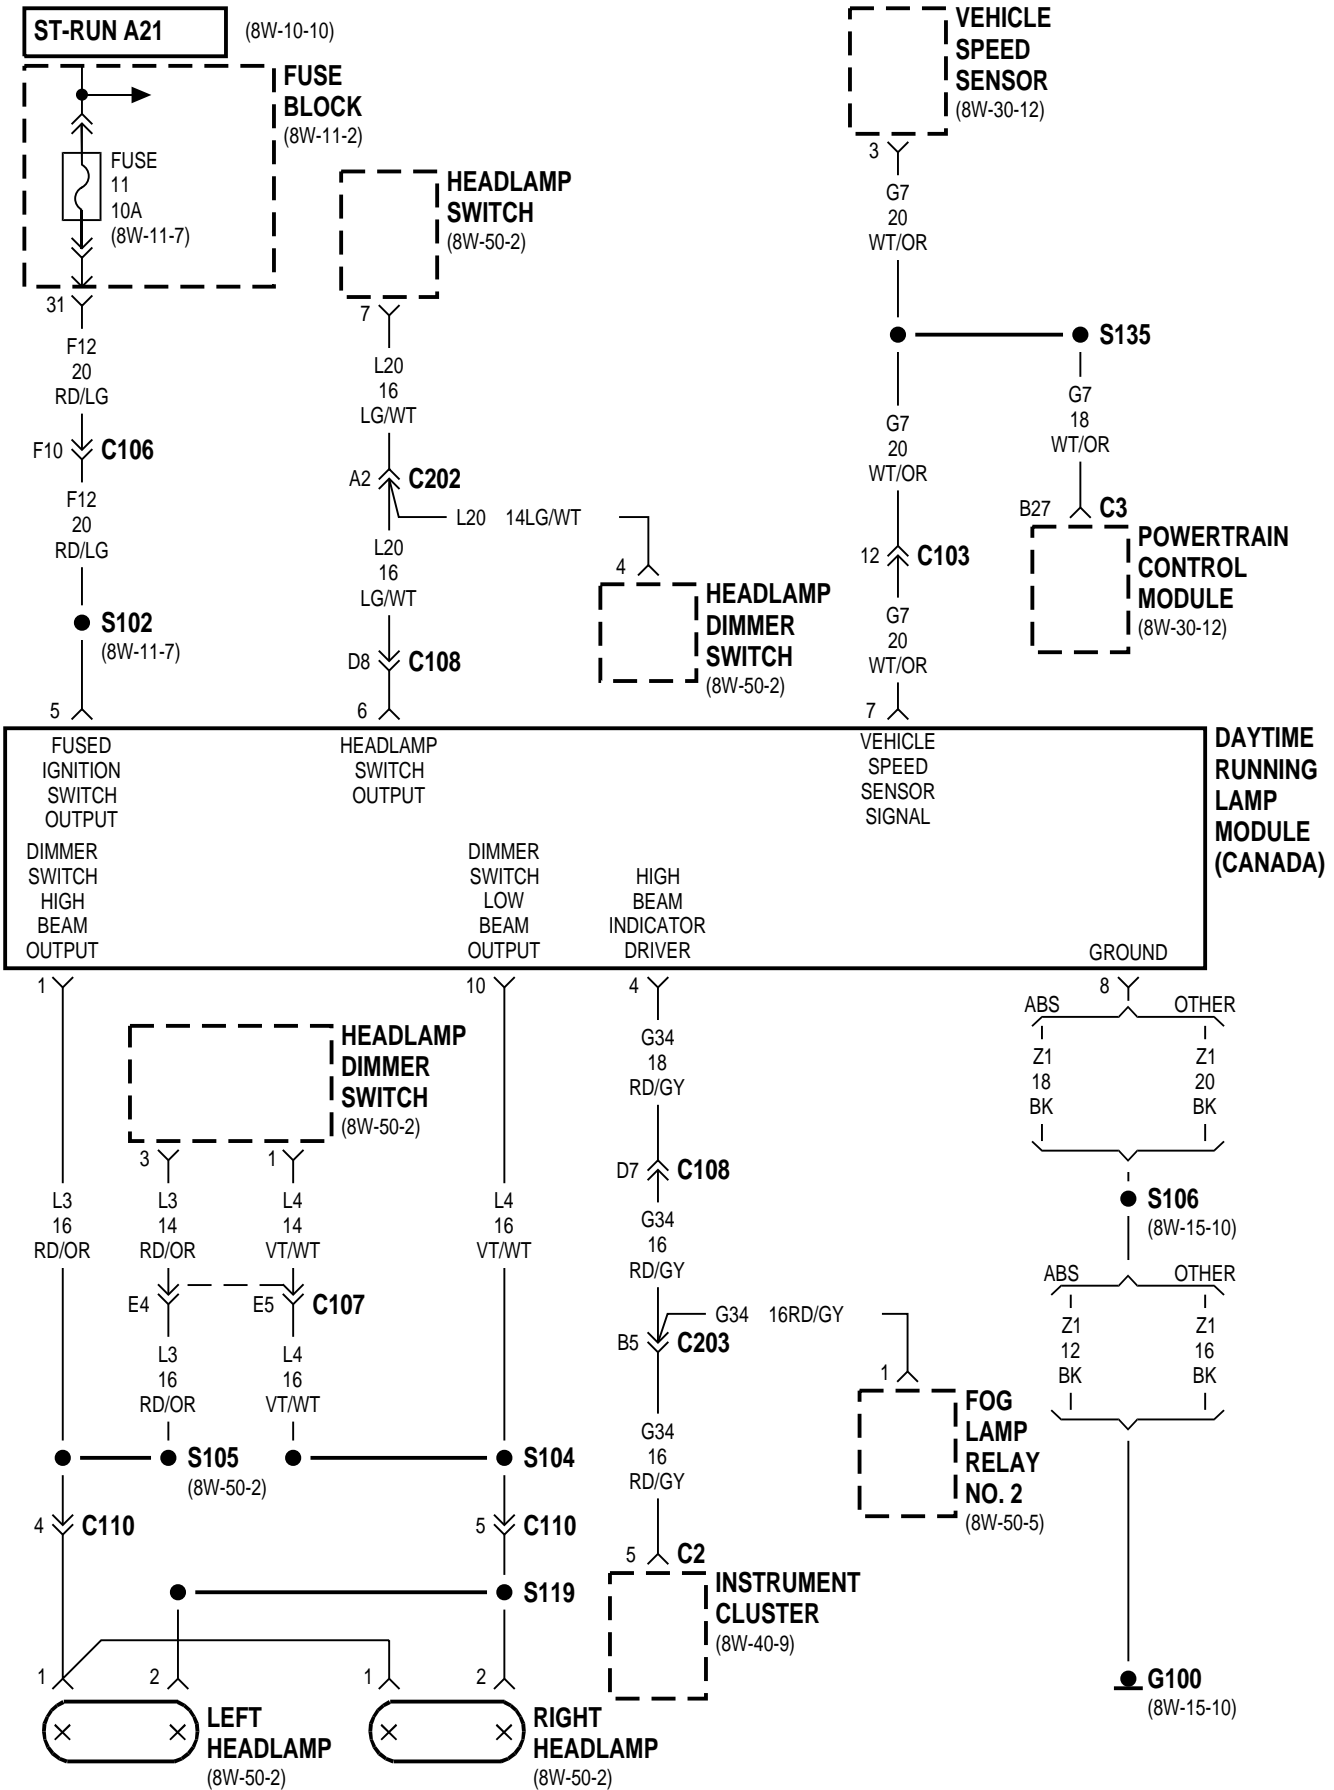 ST-RUN A21
(8W-10-10)
FUSE
BLOCK
(8W-11-2)
FUSE
11
10A
(8W-11-7)
31
F12
20
RD/LG
F10
C106
F12
20
RD/LG
S102
(8W-11-7)
5
HEADLAMP
SWITCH
(8W-50-2)
7
L20
16
LG/WT
A2
C202
L20 14LG/WT
L20
16
LG/WT
D8
C108
6
4
HEADLAMP
DIMMER
SWITCH
(8W-50-2)
VEHICLE
SPEED
SENSOR
(8W-30-12)
3
G7
20
WT/OR
S135
G7
20
WT/OR
G7
18
WT/OR
12
C103
G7
20
WT/OR
7
B27
C3
POWERTRAIN
CONTROL
MODULE
(8W-30-12)
FUSED
IGNITION
SWITCH
OUTPUT
HEADLAMP
SWITCH
OUTPUT
VEHICLE
SPEED
SENSOR
SIGNAL
DAYTIME
RUNNING
LAMP
MODULE
(CANADA)
DIMMER
SWITCH
HIGH
BEAM
OUTPUT
DIMMER
SWITCH
LOW
BEAM
OUTPUT
HIGH
BEAM
INDICATOR
DRIVER
GROUND
1
10
4
8
HEADLAMP
DIMMER
SWITCH
(8W-50-2)
3
1
L3
16
RD/OR
L3
14
RD/OR
L4
14
VT/WT
L4
16
VT/WT
E4
E5
C107
L3
16
RD/OR
L4
16
VT/WT
S105
(8W-50-2)
S104
4
C110
5
C110
S119
1
2
1
2
LEFT
HEADLAMP
(8W-50-2)
RIGHT
HEADLAMP
(8W-50-2)
G34
18
RD/GY
D7
C108
G34
16
RD/GY
G34 16RD/GY
B5
C203
G34
16
RD/GY
5
C2
INSTRUMENT
CLUSTER
(8W-40-9)
1
FOG
LAMP
RELAY
NO. 2
(8W-50-5)
ABS
OTHER
Z1
18
BK
Z1
20
BK
S106
(8W-15-10)
ABS
OTHER
Z1
12
BK
Z1
16
BK
G100
(8W-15-10)